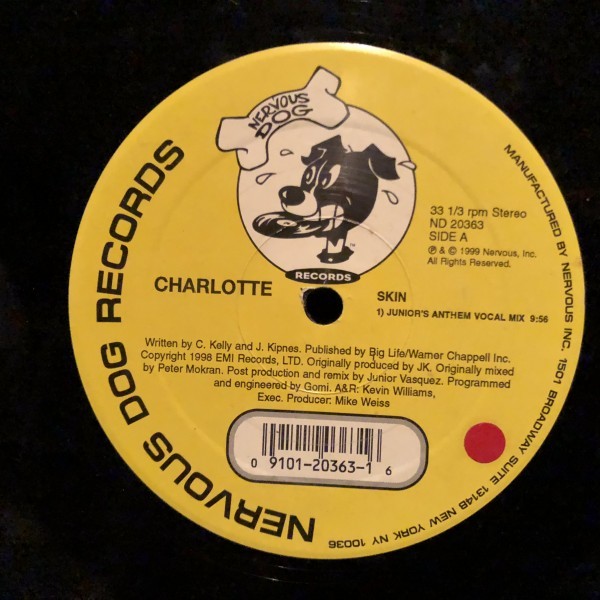 NERVOUS
DOG
RECORDS
™
NERVOUS DOG RECORDS
MANUFACTURED BY NERVOUS INC. 1501 BROADWAY SUITE 1314B NEW YORK NY 10036
33 1/3 rpm Stereo
ND 20363
SIDE A
℗ & © 1999 Nervous, Inc.
All Rights Reserved.
CHARLOTTE
SKIN
1) JUNIOR'S ANTHEM VOCAL MIX 9:56
Written by C. Kelly and J. Kipnes. Published by Big Life/Warner Chappell Inc.
Copyright 1998 EMI Records, LTD. Originally produced by JK. Originally mixed
by Peter Mokran. Post production and remix by Junior Vasquez. Programmed
and engineered by Gomi. A&R: Kevin Williams,
Exec. Producer: Mike Weiss
0 9101-20363-1 6